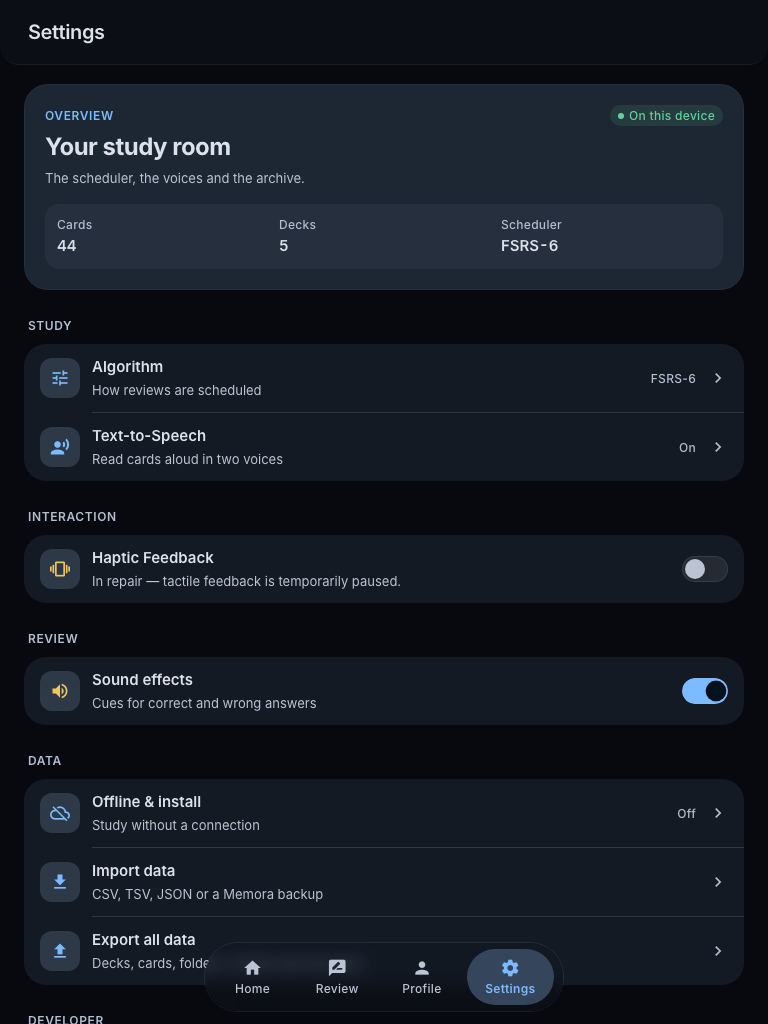 Settings
OVERVIEW
On this device
Your study room
The scheduler, the voices and the archive.
Cards
Decks
Scheduler
44
5
FSRS-6
STUDY
Algorithm
How reviews are scheduled
FSRS-6
Text-to-Speech
Read cards aloud in two voices
On
INTERACTION
Haptic Feedback
In repair — tactile feedback is temporarily paused.
REVIEW
Sound effects
Cues for correct and wrong answers
DATA
Offline & install
Study without a connection
Off
Import data
CSV, TSV, JSON or a Memora backup
Export all data
Decks, cards,
Home
Review
Profile
Settings
DEVELOPER